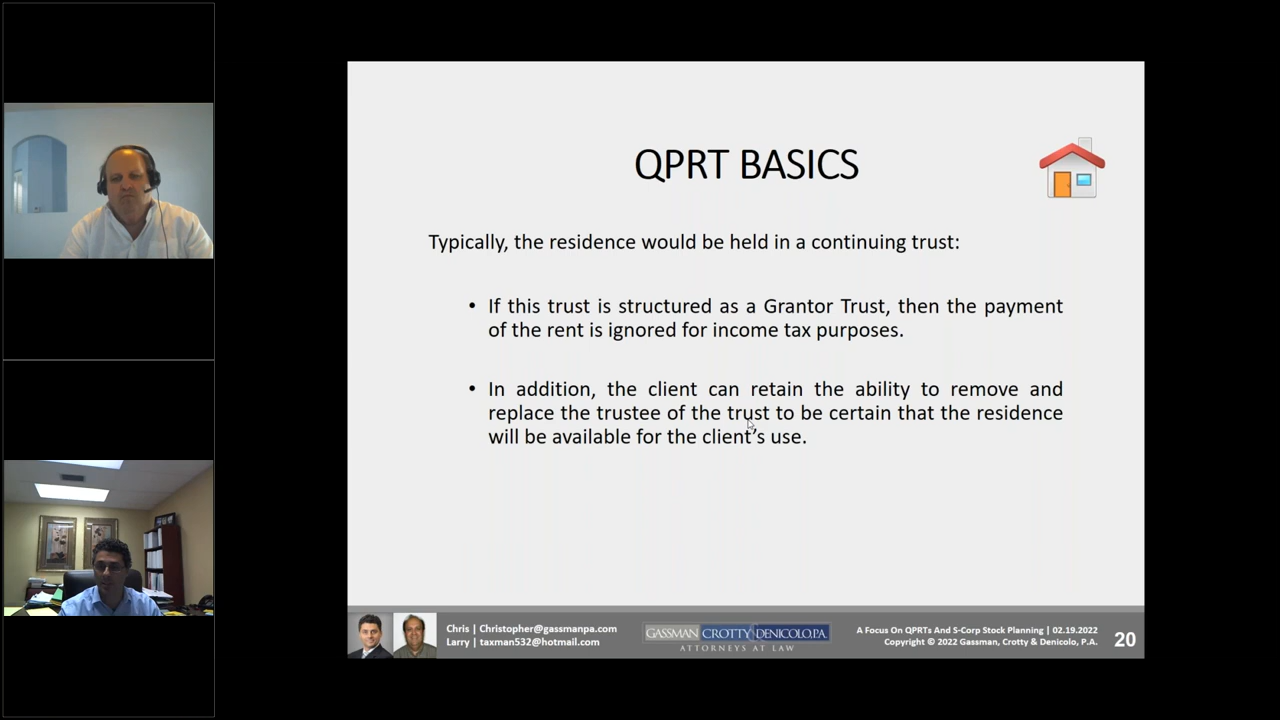 QPRT BASICS
Typically, the residence would be held in a continuing trust:
• If this trust is structured as a Grantor Trust, then the payment
of the rent is ignored for income tax purposes.
• In addition, the client can retain the ability to remove and
replace the trustee of the trust to be certain that the residence
will be available for the client's use.
Chris | Christopher@gassmanpa.com
Larry | taxman532@hotmail.com
GASSMAN CROTTY DENICOLO, P.A.
ATTORNEYS AT LAW
A Focus On QPRTs And S-Corp Stock Planning | 02.19.2022
Copyright © 2022 Gassman, Crotty & Denicolo, P.A.
20